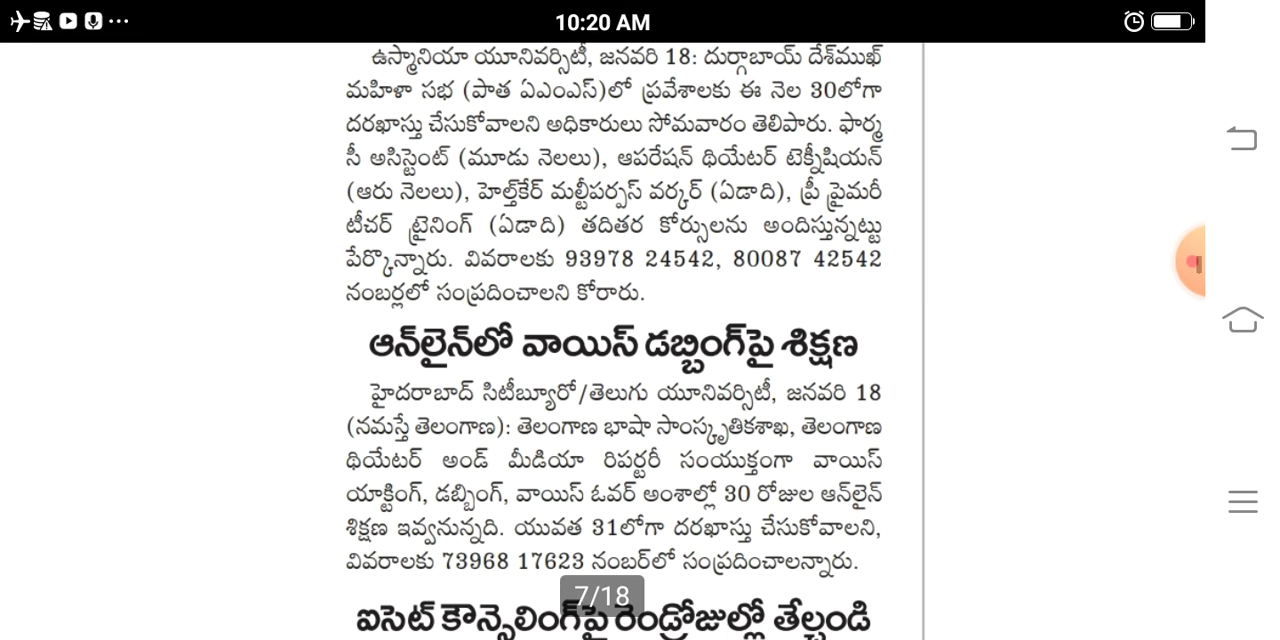 10:20 AM
ఉస్మానియా యూనివర్సిటీ, జనవరి 18: దుర్గాబాయ్ దేశ్‌ముఖ్
మహిళా సభ (పాత ఏఎంఎస్)లో ప్రవేశాలకు ఈ నెల 30లోగా
దరఖాస్తు చేసుకోవాలని అధికారులు సోమవారం తెలిపారు. ఫార్మ
సీ అసిస్టెంట్ (మూడు నెలలు), ఆపరేషన్ థియేటర్ టెక్నీషియన్
(ఆరు నెలలు), హెల్త్‌కేర్ మల్టీపర్పస్ వర్కర్ (ఏడాది), ప్రీ ప్రైమరీ
టీచర్ ట్రైనింగ్ (ఏడాది) తదితర కోర్సులను అందిస్తున్నట్టు
పేర్కొన్నారు. వివరాలకు 93978 24542, 80087 42542
నంబర్లలో సంప్రదించాలని కోరారు.
ఆన్‌లైన్‌లో వాయిస్ డబ్బింగ్‌పై శిక్షణ
హైదరాబాద్ సిటీబ్యూరో/తెలుగు యూనివర్సిటీ, జనవరి 18
(నమస్తే తెలంగాణ): తెలంగాణ భాషా సాంస్కృతికశాఖ, తెలంగాణ
థియేటర్ అండ్ మీడియా రిపర్టరీ సంయుక్తంగా వాయిస్
యాక్టింగ్, డబ్బింగ్, వాయిస్ ఓవర్ అంశాల్లో 30 రోజుల ఆన్‌లైన్
శిక్షణ ఇవ్వనున్నది. యువత 31లోగా దరఖాస్తు చేసుకోవాలని,
వివరాలకు 73968 17623 నంబర్‌లో సంప్రదించాలన్నారు.
7/18
ఐసెట్ కౌన్సెలింగ్‌పై రెండ్రోజుల్లో తేల్చండి